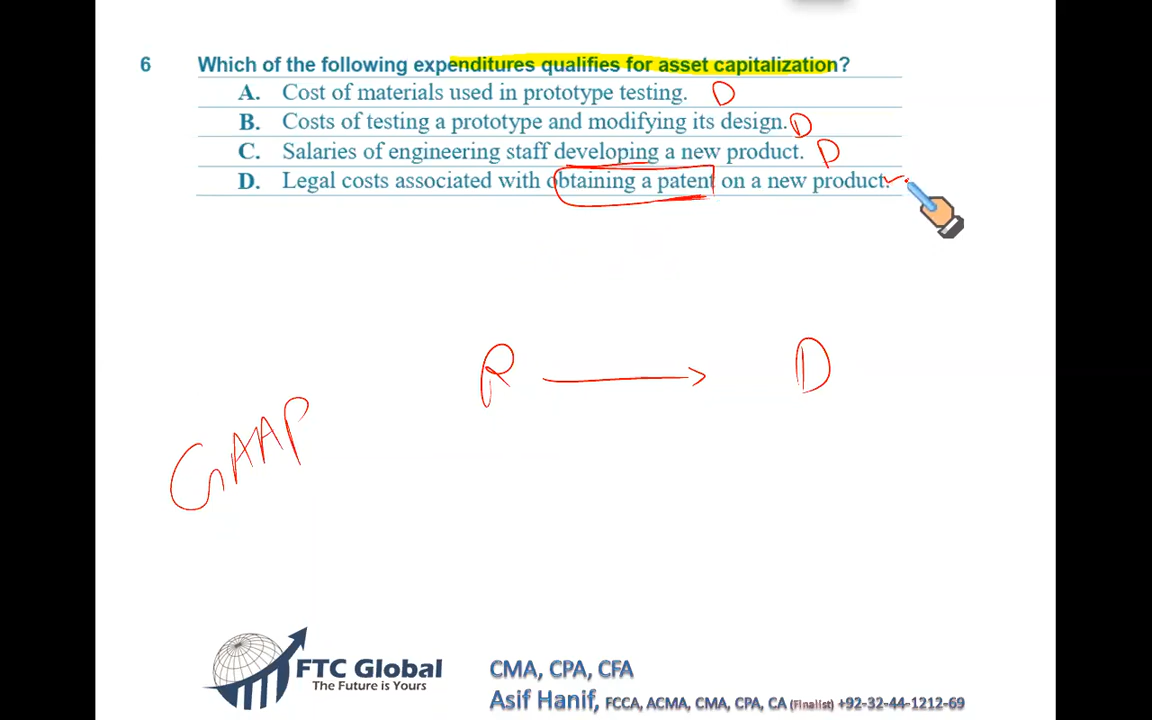 6 Which of the following expenditures qualifies for asset capitalization?
A. Cost of materials used in prototype testing. D
B. Costs of testing a prototype and modifying its design. D
C. Salaries of engineering staff developing a new product. D
D. Legal costs associated with obtaining a patent on a new product.
R D
GAAP
FTC Global
The Future is Yours
CMA, CPA, CFA
Asif Hanif, FCCA, ACMA, CMA, CPA, CA (Finalist) +92-32-44-1212-69